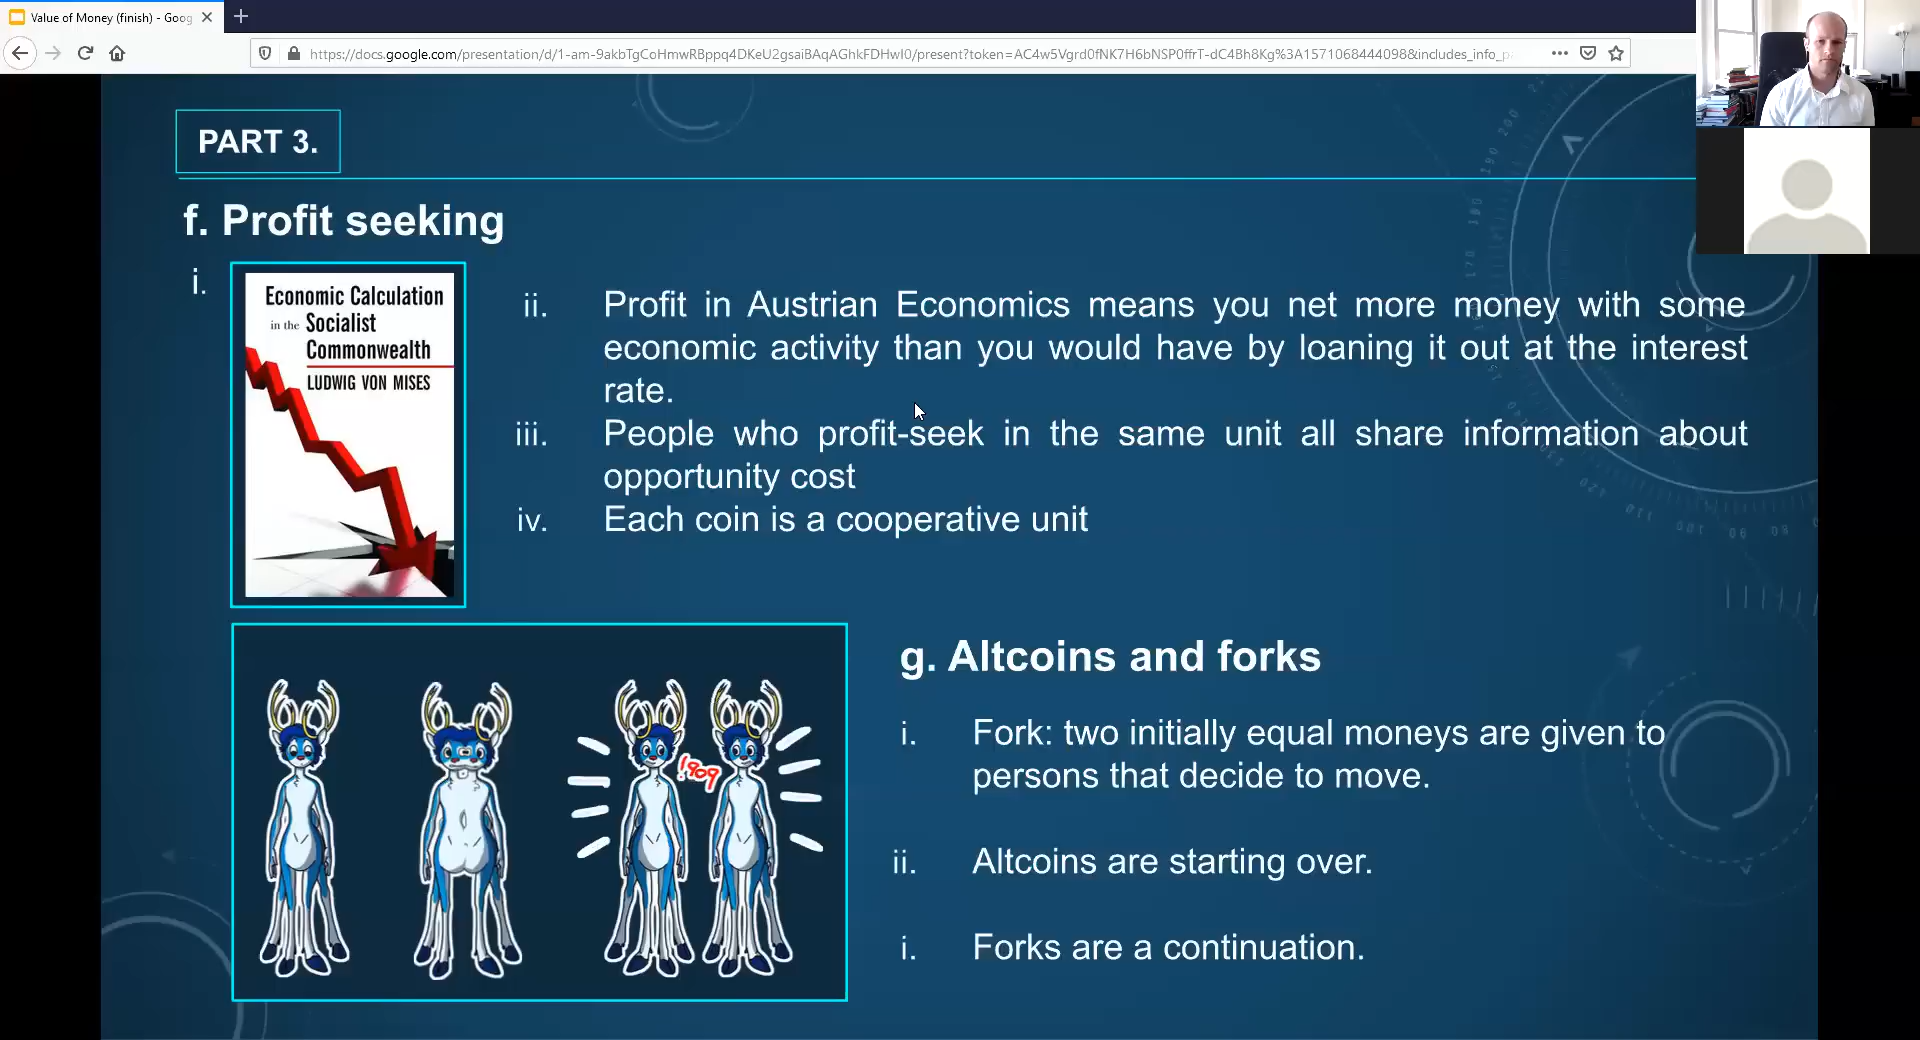 Value of Money (finish) - Goog
https://docs.google.com/presentation/d/1-am-9akbTgCoHmwRBppq4DKeU2gsaiBAqAGhkFDHwI0/present?token=AC4w5Vgrd0fNK7H6bNSP0ffrT-dC4Bh8Kg%3A1571068444098&includes_info_p
PART 3.
f. Profit seeking
i.
Economic Calculation
in the Socialist
Commonwealth
LUDWIG VON MISES
ii. Profit in Austrian Economics means you net more money with some
economic activity than you would have by loaning it out at the interest
rate.
iii. People who profit-seek in the same unit all share information about
opportunity cost
iv. Each coin is a cooperative unit
g. Altcoins and forks
i. Fork: two initially equal moneys are given to
persons that decide to move.
ii. Altcoins are starting over.
i. Forks are a continuation.